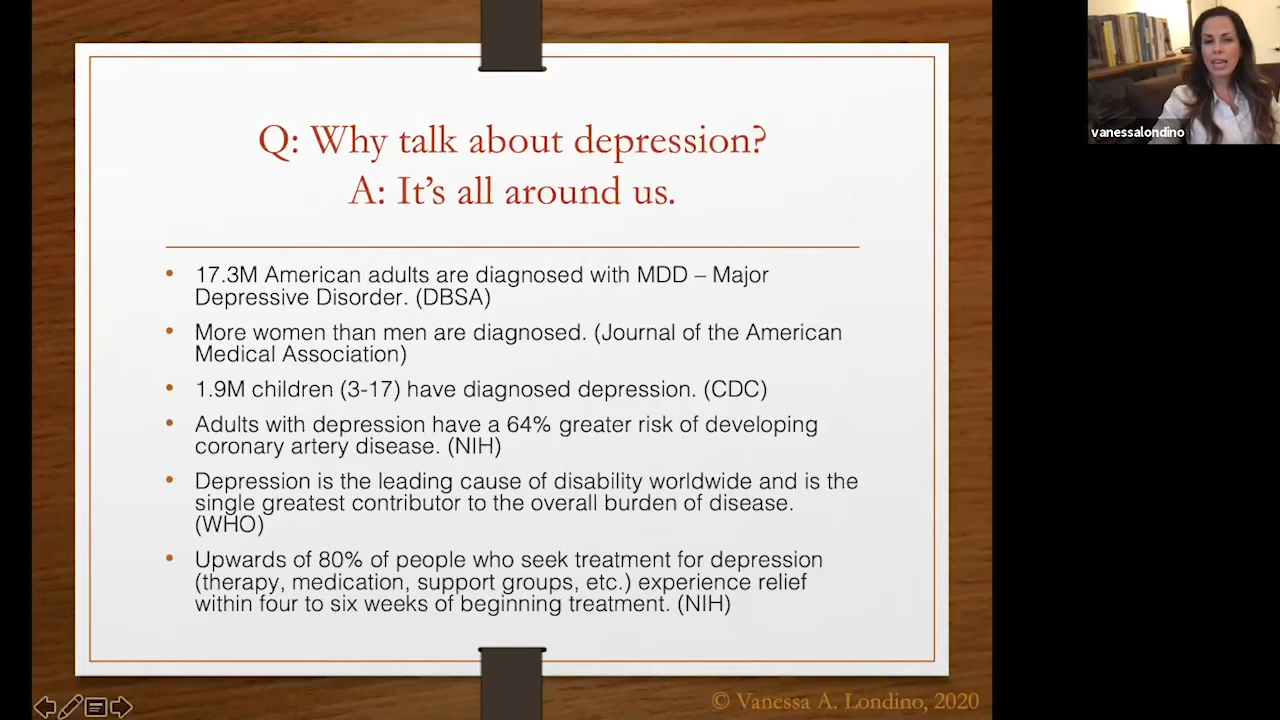 Q: Why talk about depression?
A: It’s all around us.
• 17.3M American adults are diagnosed with MDD – Major
Depressive Disorder. (DBSA)
• More women than men are diagnosed. (Journal of the American
Medical Association)
• 1.9M children (3-17) have diagnosed depression. (CDC)
• Adults with depression have a 64% greater risk of developing
coronary artery disease. (NIH)
• Depression is the leading cause of disability worldwide and is the
single greatest contributor to the overall burden of disease.
(WHO)
• Upwards of 80% of people who seek treatment for depression
(therapy, medication, support groups, etc.) experience relief
within four to six weeks of beginning treatment. (NIH)
© Vanessa A. Londino, 2020
vanessalondino